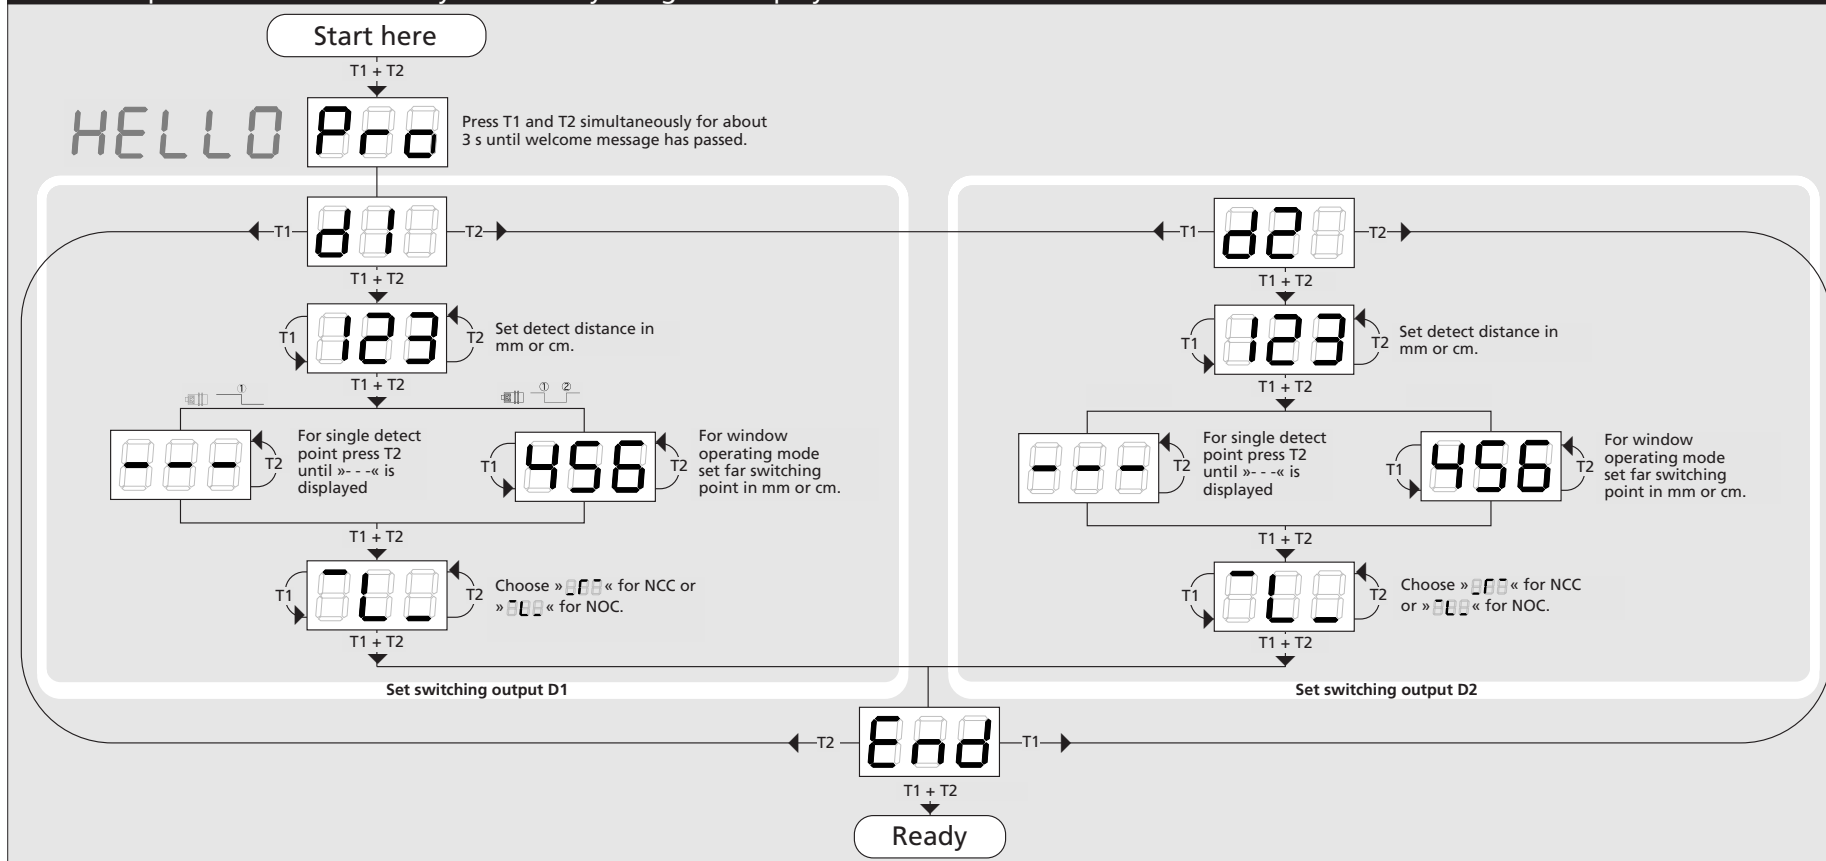 Start here
T1 + T2
HELLO
Pro
Press T1 and T2 simultaneously for about
3 s until welcome message has passed.
T1
d1
T2
T1
d2
T2
T1 + T2
T1 + T2
T1
123
T2
Set detect distance in
mm or cm.
T1
123
T2
Set detect distance in
mm or cm.
T1 + T2
T1 + T2
①
① ②
- - -
T2
For single detect
point press T2
until »- - -« is
displayed
T1
456
T2
For window
operating mode
set far switching
point in mm or cm.
- - -
T2
For single detect
point press T2
until »- - -« is
displayed
T1
456
T2
For window
operating mode
set far switching
point in mm or cm.
T1 + T2
T1 + T2
T1
T2
Choose » « for NCC or
» « for NOC.
T1
T2
Choose » « for NCC
or » « for NOC.
T1 + T2
T1 + T2
Set switching output D1
Set switching output D2
T2
End
T1
T1 + T2
Ready